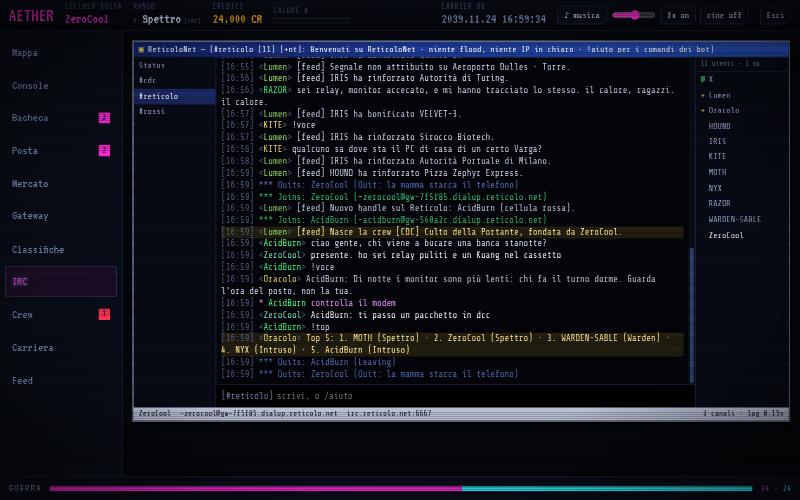 AETHER
CELLULA ROSSA
ZeroCool
RANGO
Spettro [CDC]
CREDITI
24.000 CR
CALORE 0
CARRIER OK
2039.11.24 16:59:34
♪ musica
fx on
cine off
Esci
Mappa
Console
Bacheca 2
Posta 2
Mercato
Gateway
Classifiche
IRC
Crew 1
Carriera
Feed
ReticoloNet — [#reticolo [11] [+nt]: Benvenuti su ReticoloNet · niente flood, niente IP in chiaro · !aiuto per i comandi dei bot]
Status
#cdc
#reticolo
#rossi
[16:55] <Lumen> [feed] Segnale non attribuito su Aeroporto Dulles · Torre.
[16:56] <Lumen> [feed] IRIS ha rinforzato Autorità di Turing.
[16:56] <RAZOR> sei relay, monitor accecato, e mi hanno tracciato lo stesso. il calore, ragazzi.
il calore.
[16:57] <Lumen> [feed] IRIS ha bonificato VELVET-3.
[16:57] <KITE> !voce
[16:57] <Lumen> [feed] IRIS ha rinforzato Sirocco Biotech.
[16:58] <KITE> qualcuno sa dove sta il PC di casa di un certo Varga?
[16:58] <Lumen> [feed] IRIS ha rinforzato Autorità Portuale di Milano.
[16:58] <Lumen> [feed] HOUND ha rinforzato Pizza Zephyr Express.
[16:59] *** Quits: ZeroCool (Quit: la mamma stacca il telefono)
[16:59] *** Joins: ZeroCool (~zerocool@gw-7f5f85.dialup.reticolo.net)
[16:59] <Lumen> [feed] Nuovo handle sul Reticolo: AcidBurn (cellula rossa).
[16:59] *** Joins: AcidBurn (~acidburn@gw-540a2c.dialup.reticolo.net)
[16:59] <Lumen> [feed] Nasce la crew [CDC] Culto della Portante, fondata da ZeroCool.
[16:59] <AcidBurn> ciao gente, chi viene a bucare una banca stanotte?
[16:59] <ZeroCool> presente. ho sei relay puliti e un Kuang nel cassetto
[16:59] <AcidBurn> !voce
[16:59] <Oracolo> AcidBurn: Di notte i monitor sono più lenti: chi fa il turno dorme. Guarda
l'ora del posto, non la tua.
[16:59] * AcidBurn controlla il modem
[16:59] <ZeroCool> AcidBurn: ti passo un pacchetto in dcc
[16:59] <AcidBurn> !top
[16:59] <Oracolo> Top 5: 1. MOTH (Spettro) · 2. ZeroCool (Spettro) · 3. WARDEN-SABLE (Warden) ·
4. NYX (Intruso) · 5. AcidBurn (Intruso)
[16:59] *** Quits: AcidBurn (Leaving)
[16:59] *** Quits: ZeroCool (Quit: la mamma stacca il telefono)
[#reticolo] scrivi, o /aiuto
11 utenti · 1 op
@ X
+ Lumen
+ Oracolo
HOUND
IRIS
KITE
MOTH
NYX
RAZOR
WARDEN-SABLE
ZeroCool
ZeroCool ~zerocool@gw-7f5f85.dialup.reticolo.net irc.reticolo.net:6667
3 canali · lag 0.15s
GUERRA
34 · 24